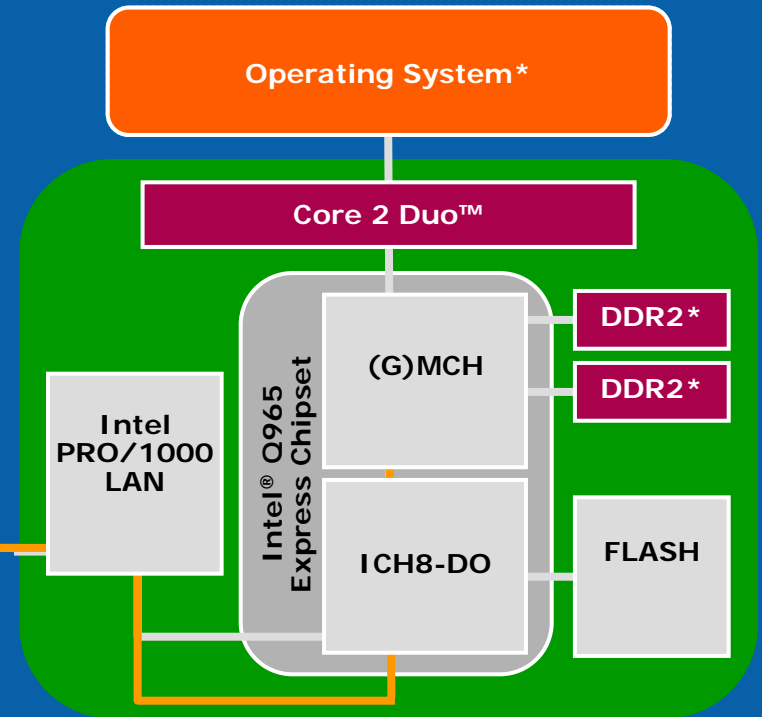 Operating System*
Core 2 Duo™
(G)MCH
DDR2*
DDR2*
Intel® Q965
Express Chipset
Intel
PRO/1000
LAN
ICH8-DO
FLASH